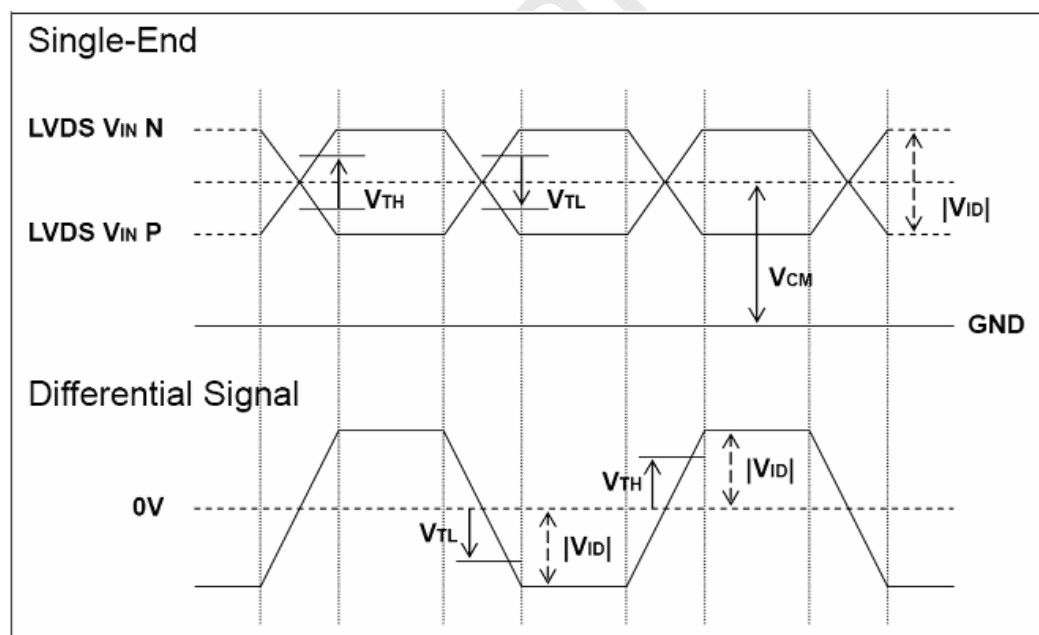 Single-End
LVDS VIN N
VTH
VTL
|VID|
LVDS VIN P
VCM
GND
Differential Signal
VTH
|VID|
0V
VTL
|VID|